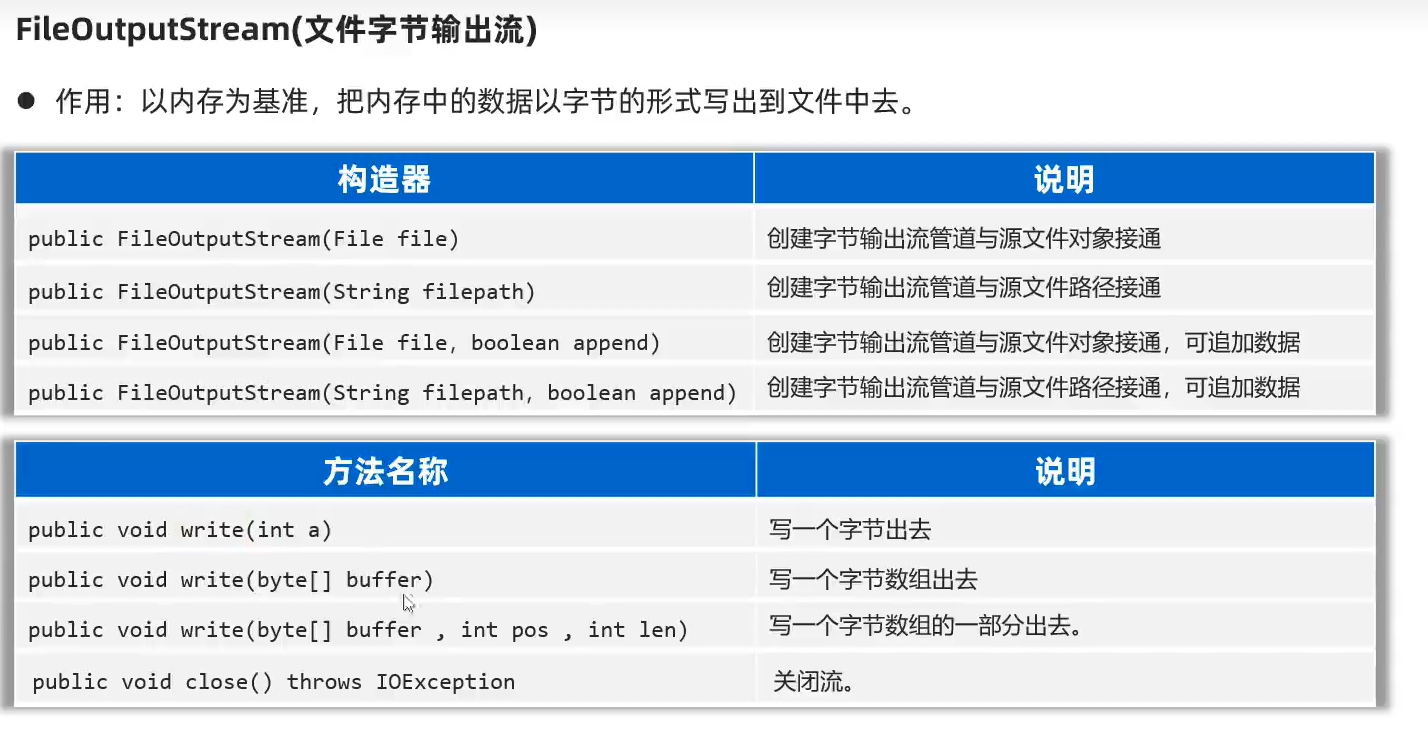 FileOutputStream(文件字节输出流)
● 作用：以内存为基准，把内存中的数据以字节的形式写出到文件中去。
构造器 说明
public FileOutputStream(File file) 创建字节输出流管道与源文件对象接通
public FileOutputStream(String filepath) 创建字节输出流管道与源文件路径接通
public FileOutputStream(File file, boolean append) 创建字节输出流管道与源文件对象接通，可追加数据
public FileOutputStream(String filepath, boolean append) 创建字节输出流管道与源文件路径接通，可追加数据
方法名称 说明
public void write(int a) 写一个字节出去
public void write(byte[] buffer) 写一个字节数组出去
public void write(byte[] buffer , int pos , int len) 写一个字节数组的一部分出去。
public void close() throws IOException 关闭流。